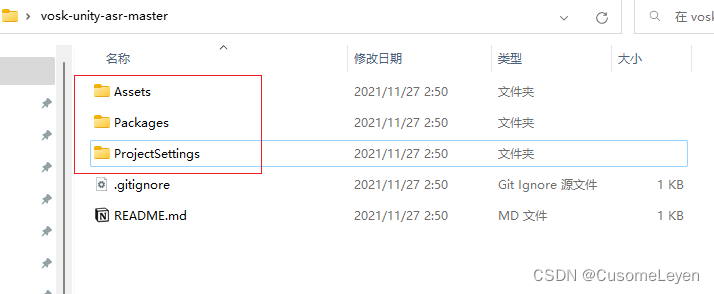 vosk-unity-asr-master
在 vosk
名称 修改日期 类型 大小
Assets 2021/11/27 2:50 文件夹
Packages 2021/11/27 2:50 文件夹
ProjectSettings 2021/11/27 2:50 文件夹
.gitignore 2021/11/27 2:50 Git Ignore 源文件 1 KB
README.md 2021/11/27 2:50 MD 文件 1 KB
CSDN @CusomeLeyen